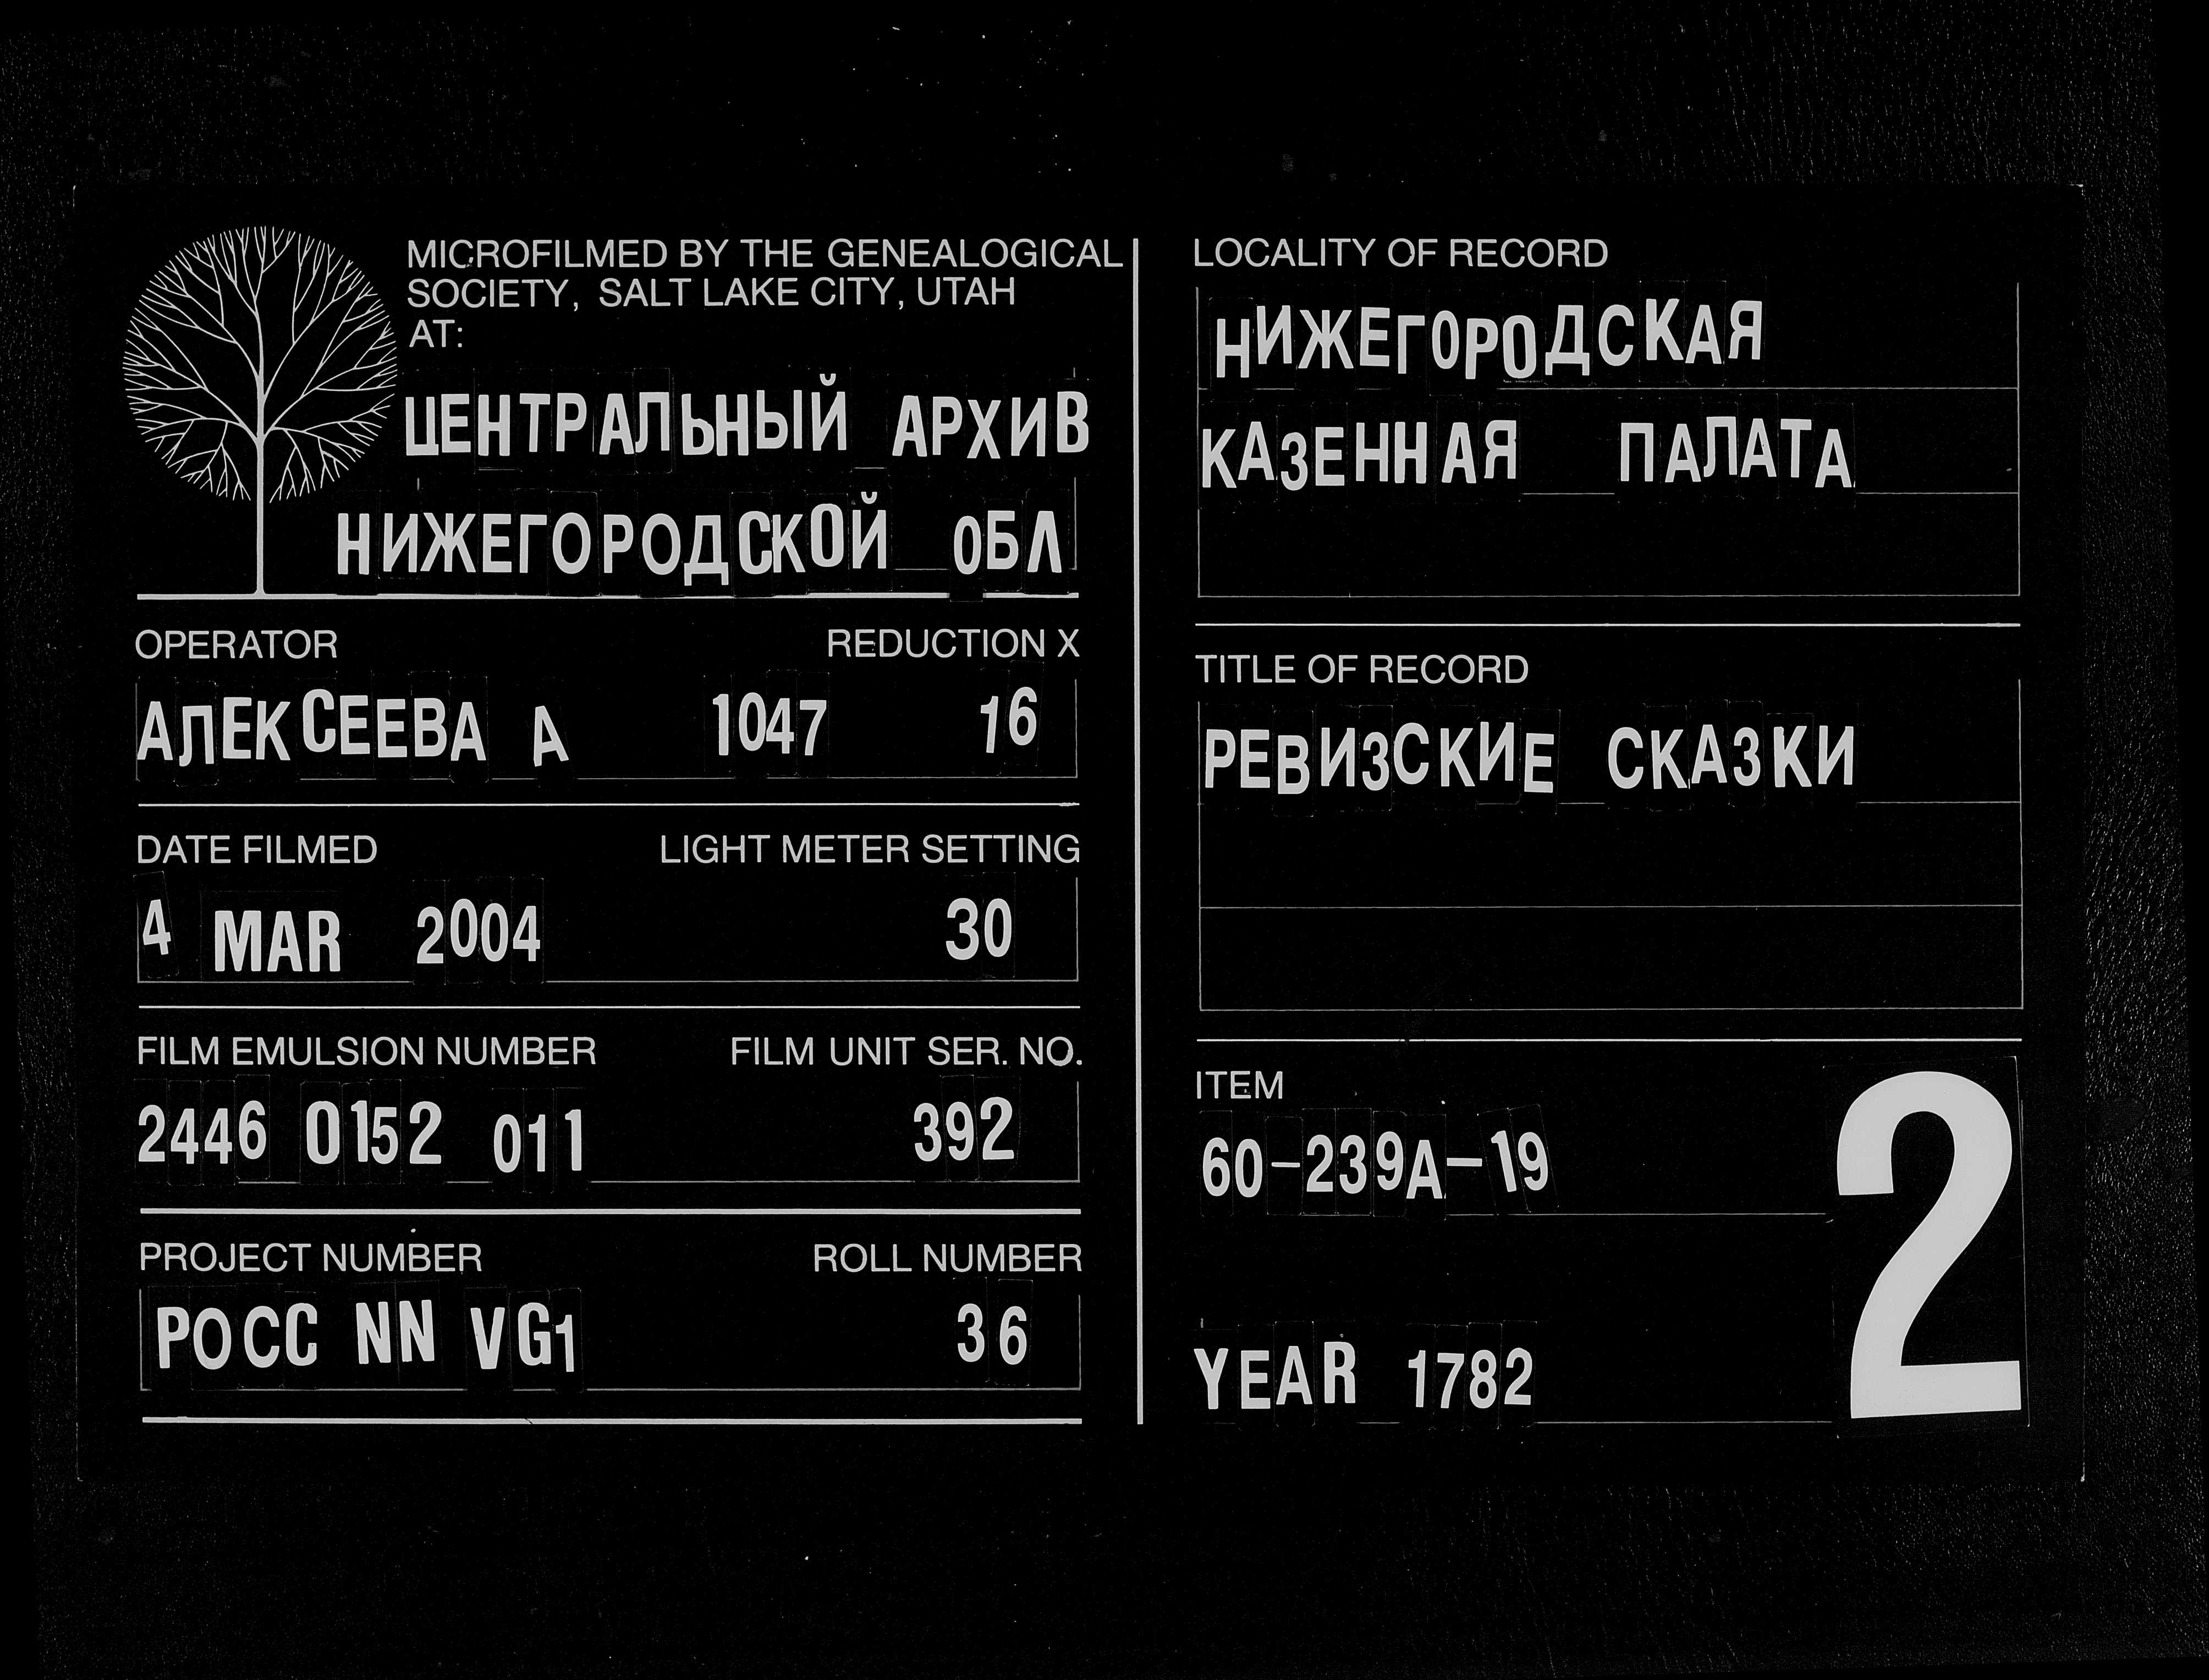 MICROFILMED BY THE GENEALOGICAL
SOCIETY, SALT LAKE CITY, UTAH
AT:
ЦЕНТРАЛЬНЫЙ АРХИВ
НИЖЕГОРОДСКОЙ ОБЛ
OPERATOR REDUCTION X
АЛЕКСЕЕВА А 1047 16
DATE FILMED LIGHT METER SETTING
4 MAR 2004 30
FILM EMULSION NUMBER FILM UNIT SER. NO.
2446 0152 011 392
PROJECT NUMBER ROLL NUMBER
РОСС NN VG1 36
LOCALITY OF RECORD
НИЖЕГОРОДСКАЯ
КАЗЕННАЯ ПАЛАТА
TITLE OF RECORD
РЕВИЗСКИЕ СКАЗКИ
ITEM
60-239А-19
2
YEAR 1782